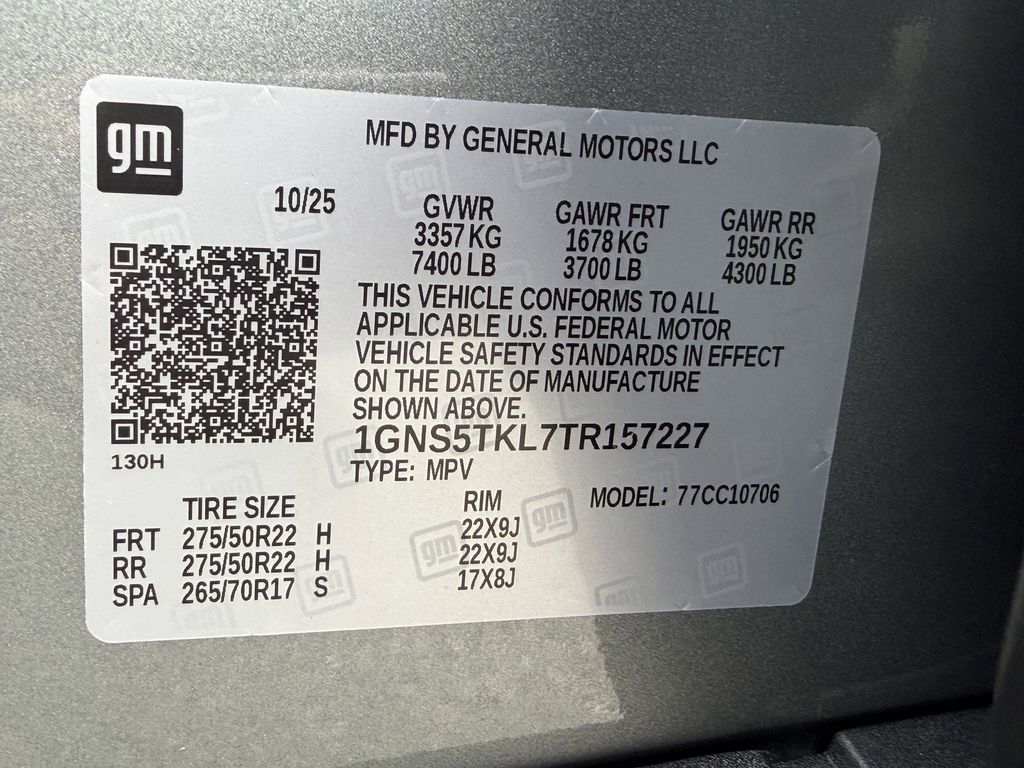 gm
MFD BY GENERAL MOTORS LLC
10/25
GVWR GAWR FRT GAWR RR
3357 KG 1678 KG 1950 KG
7400 LB 3700 LB 4300 LB
THIS VEHICLE CONFORMS TO ALL
APPLICABLE U.S. FEDERAL MOTOR
VEHICLE SAFETY STANDARDS IN EFFECT
ON THE DATE OF MANUFACTURE
SHOWN ABOVE.
1GNS5TKL7TR157227
130H
TYPE: MPV
TIRE SIZE RIM MODEL: 77CC10706
FRT 275/50R22 H 22X9J
RR 275/50R22 H 22X9J
SPA 265/70R17 S 17X8J
gm
gm
gm